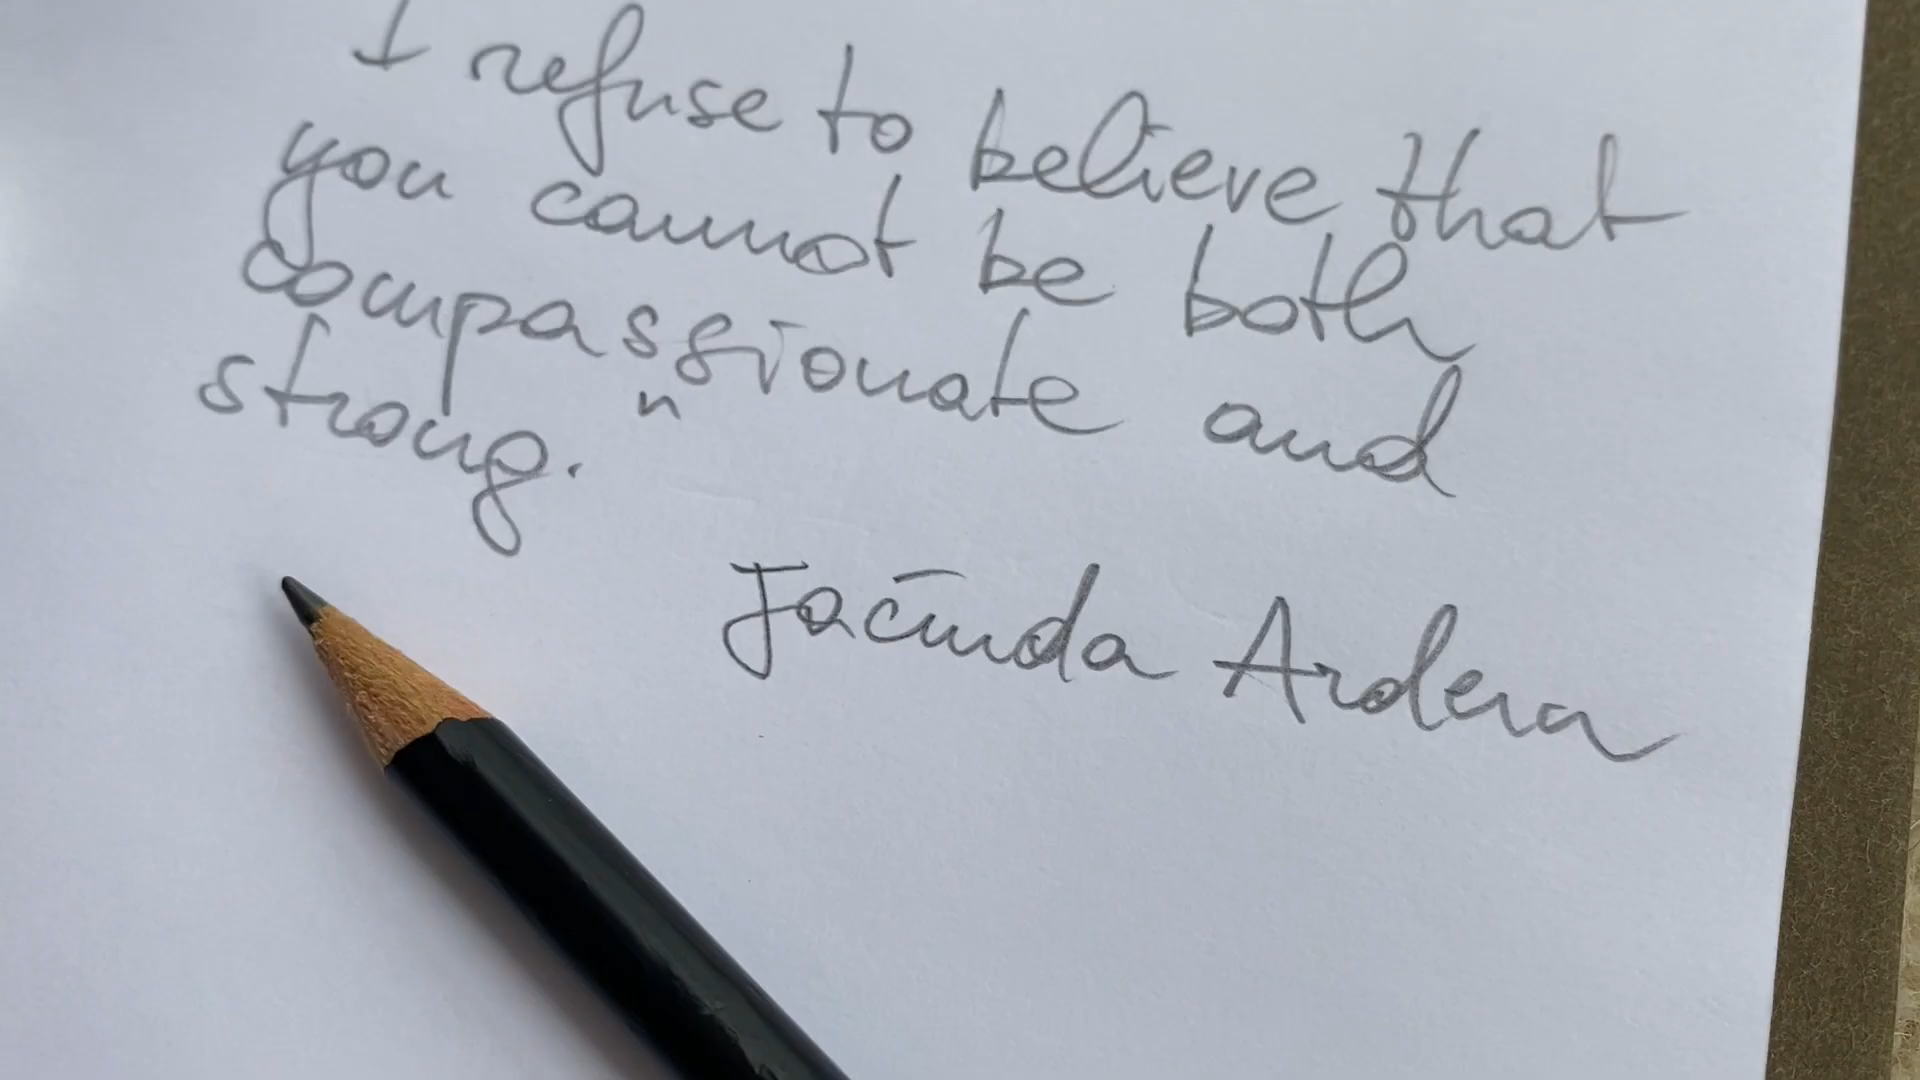 I refuse to believe that
you cannot be both
compassionate and
strong."
Jacinda Ardern